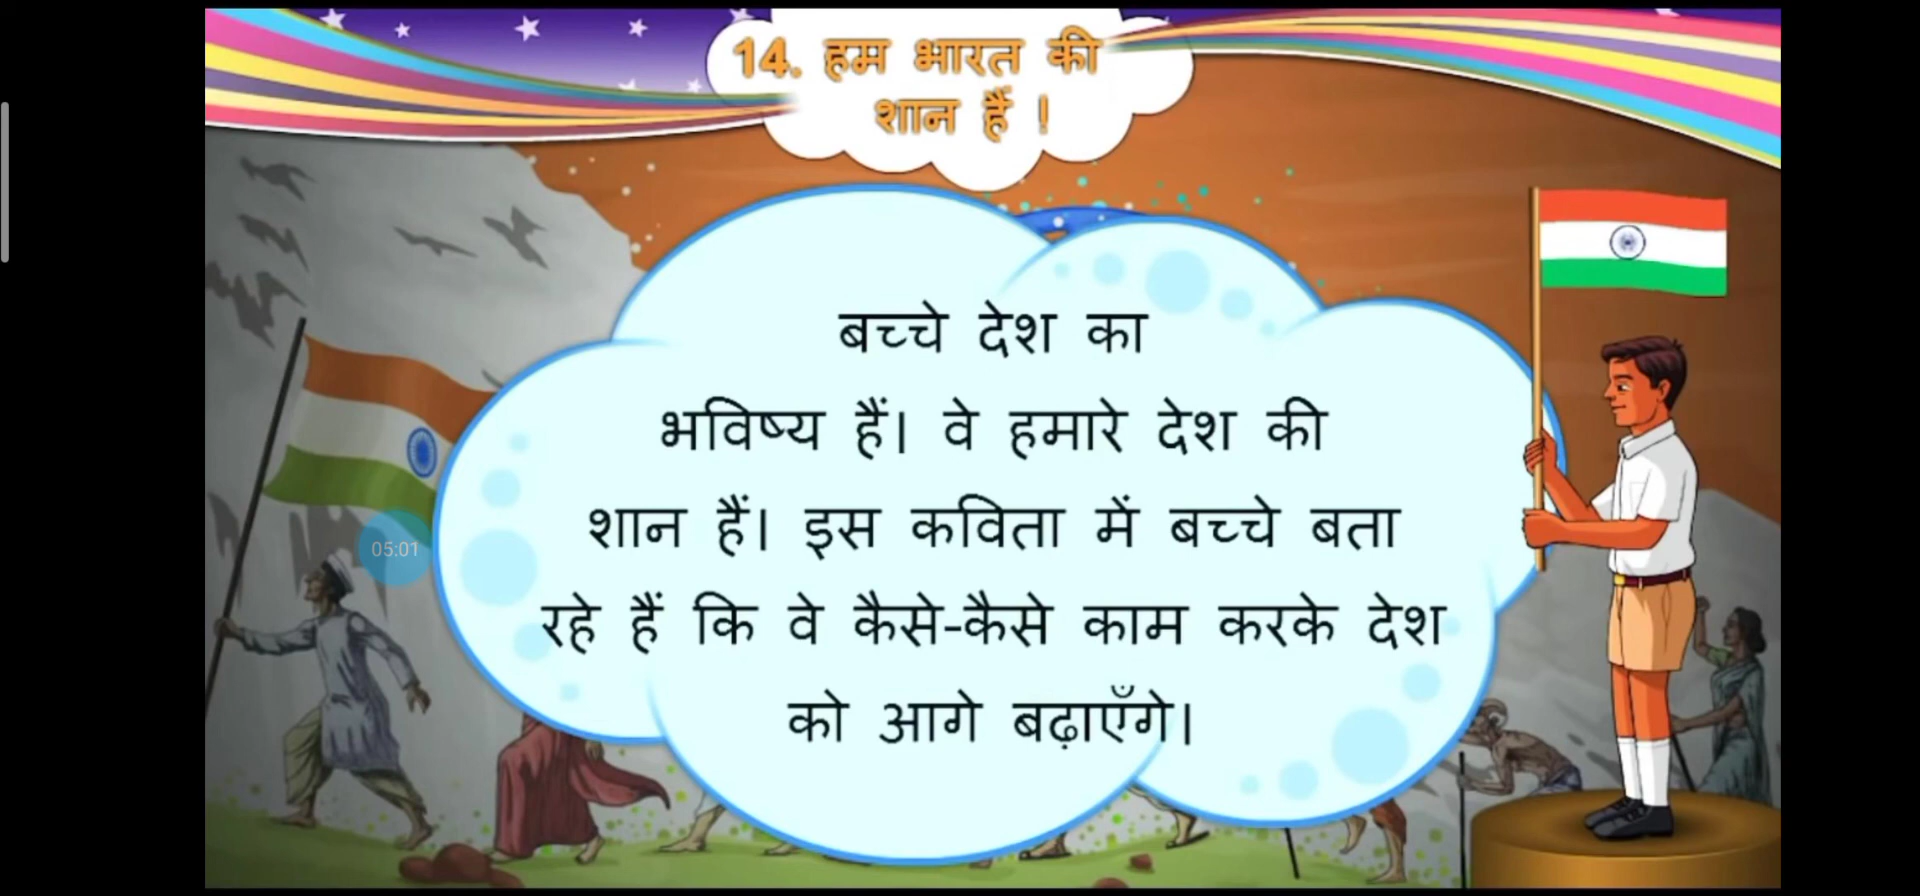 14. हम भारत की
शान हैं !
बच्चे देश का
भविष्य हैं। वे हमारे देश की
शान हैं। इस कविता में बच्चे बता
रहे हैं कि वे कैसे-कैसे काम करके देश
को आगे बढ़ाएँगे।
05:01